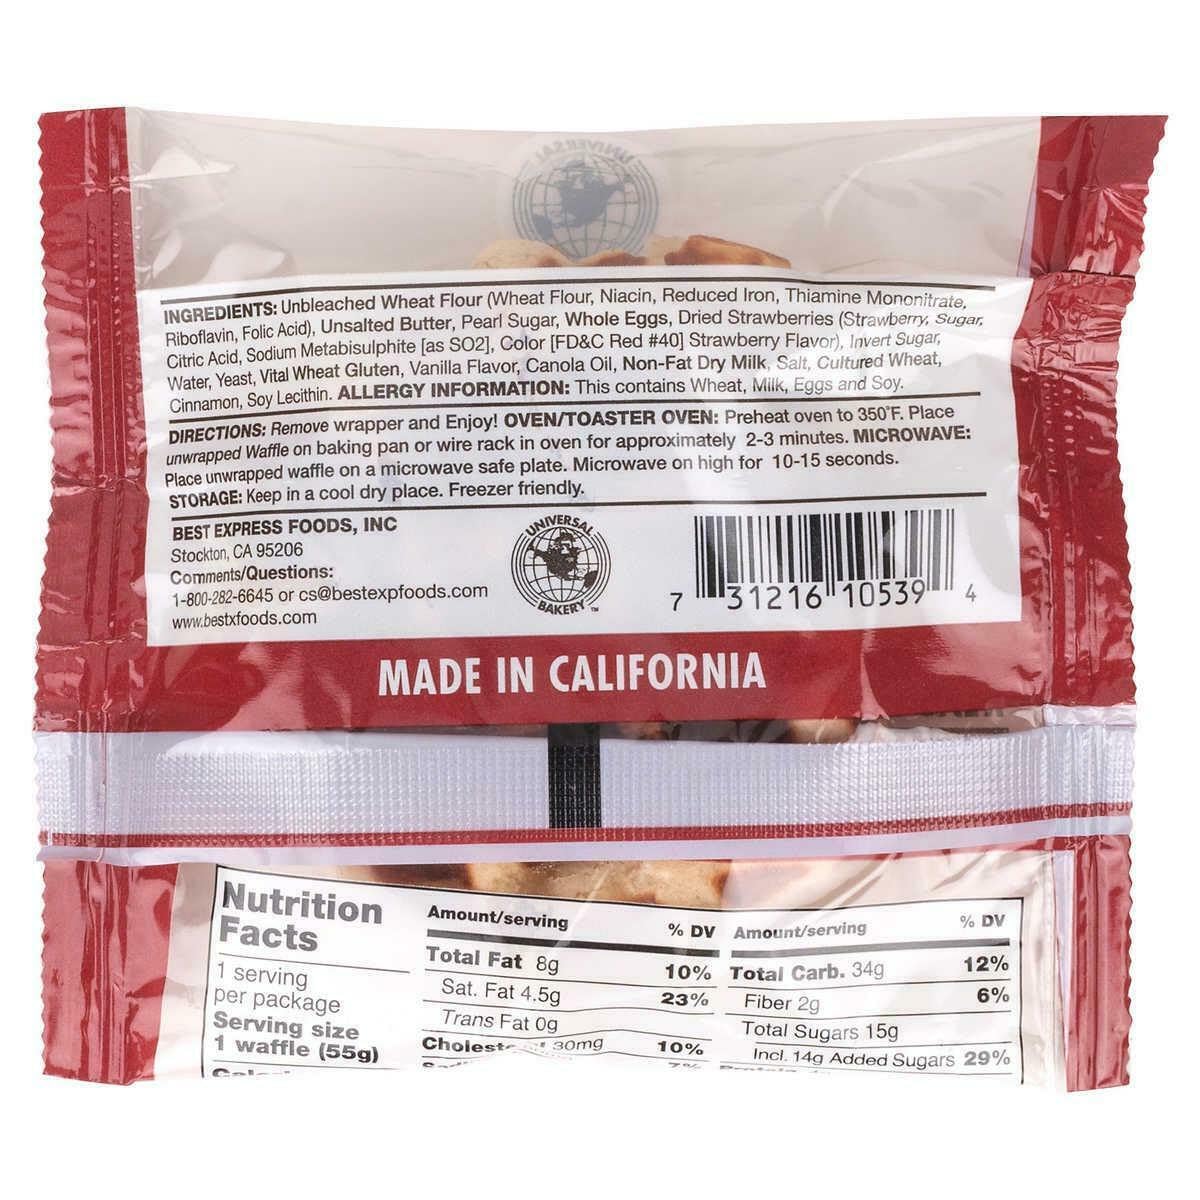 UNIVERSAL
INGREDIENTS: Unbleached Wheat Flour (Wheat Flour, Niacin, Reduced Iron, Thiamine Mononitrate,
Riboflavin, Folic Acid), Unsalted Butter, Pearl Sugar, Whole Eggs, Dried Strawberries (Strawberry, Sugar,
Citric Acid, Sodium Metabisulphite [as SO2], Color [FD&C Red #40] Strawberry Flavor), Invert Sugar,
Water, Yeast, Vital Wheat Gluten, Vanilla Flavor, Canola Oil, Non-Fat Dry Milk, Salt, Cultured Wheat,
Cinnamon, Soy Lecithin. ALLERGY INFORMATION: This contains Wheat, Milk, Eggs and Soy.
DIRECTIONS: Remove wrapper and Enjoy! OVEN/TOASTER OVEN: Preheat oven to 350°F. Place
unwrapped Waffle on baking pan or wire rack in oven for approximately 2-3 minutes. MICROWAVE:
Place unwrapped waffle on a microwave safe plate. Microwave on high for 10-15 seconds.
STORAGE: Keep in a cool dry place. Freezer friendly.
BEST EXPRESS FOODS, INC
Stockton, CA 95206
Comments/Questions:
1-800-282-6645 or cs@bestexpfoods.com
www.bestxfoods.com
UNIVERSAL
BAKERY ™
7 31216 10539 4
MADE IN CALIFORNIA
Nutrition
Facts
1 serving
per package
Serving size
1 waffle (55g)
Amount/serving % DV
Total Fat 8g 10%
Sat. Fat 4.5g 23%
Trans Fat 0g
30mg 10%
Amount/serving % DV
Total Carb. 34g 12%
Fiber 2g 6%
Total Sugars 15g
Incl. 14g Added Sugars 29%